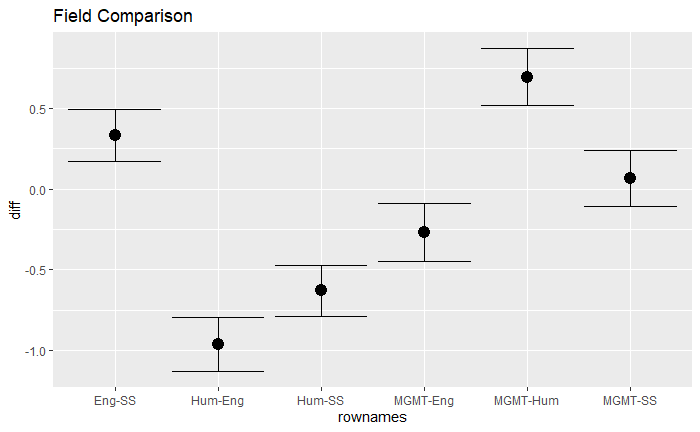 Field Comparison
diff
0.5
0.0
-0.5
-1.0
Eng-SS
Hum-Eng
Hum-SS
MGMT-Eng
MGMT-Hum
MGMT-SS
rownames